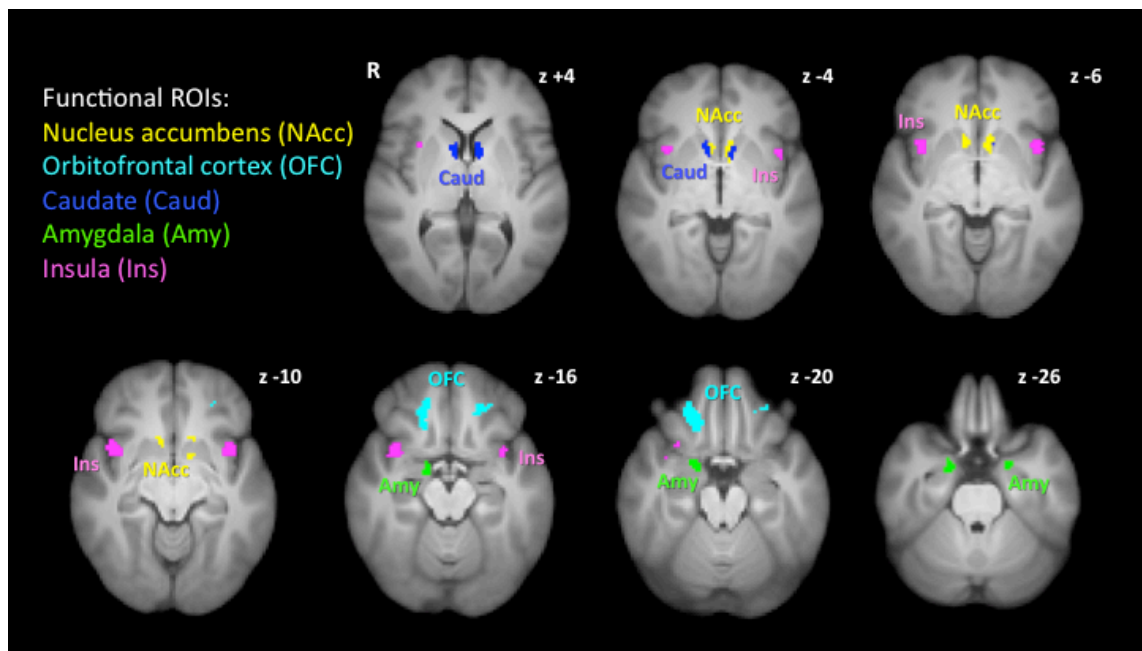 Functional ROIs:
Nucleus accumbens (NAcc)
Orbitofrontal cortex (OFC)
Caudate (Caud)
Amygdala (Amy)
Insula (Ins)
R
z +4
Caud
z -4
NAcc
Caud
Ins
z -6
Ins
NAcc
z -10
Ins
NAcc
z -16
OFC
Ins
Amy
z -20
OFC
Amy
z -26
Amy